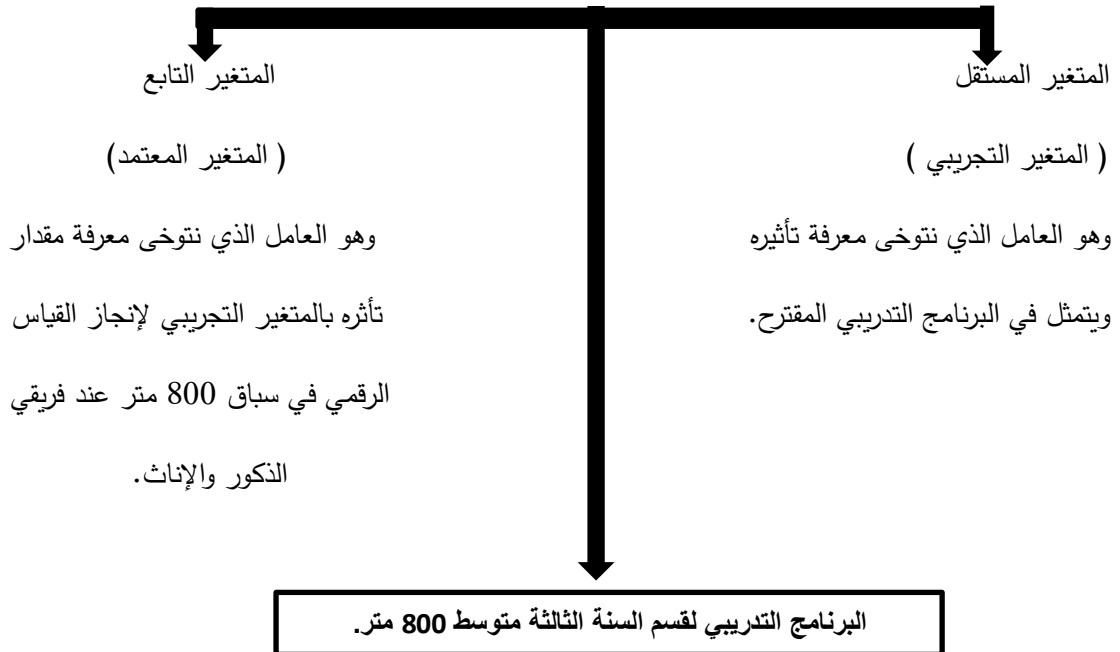 المتغير المستقل
( المتغير التجريبي )
وهو العامل الذي نتوخى معرفة تأثيره
ويتمثل في البرنامج التدريبي المقترح.
المتغير التابع
( المتغير المعتمد)
وهو العامل الذي نتوخى معرفة مقدار
تأثره بالمتغير التجريبي لإنجاز القياس
الرقمي في سباق 800 متر عند فريقي
الذكور والإناث.
البرنامج التدريبي لقسم السنة الثالثة متوسط 800 متر.